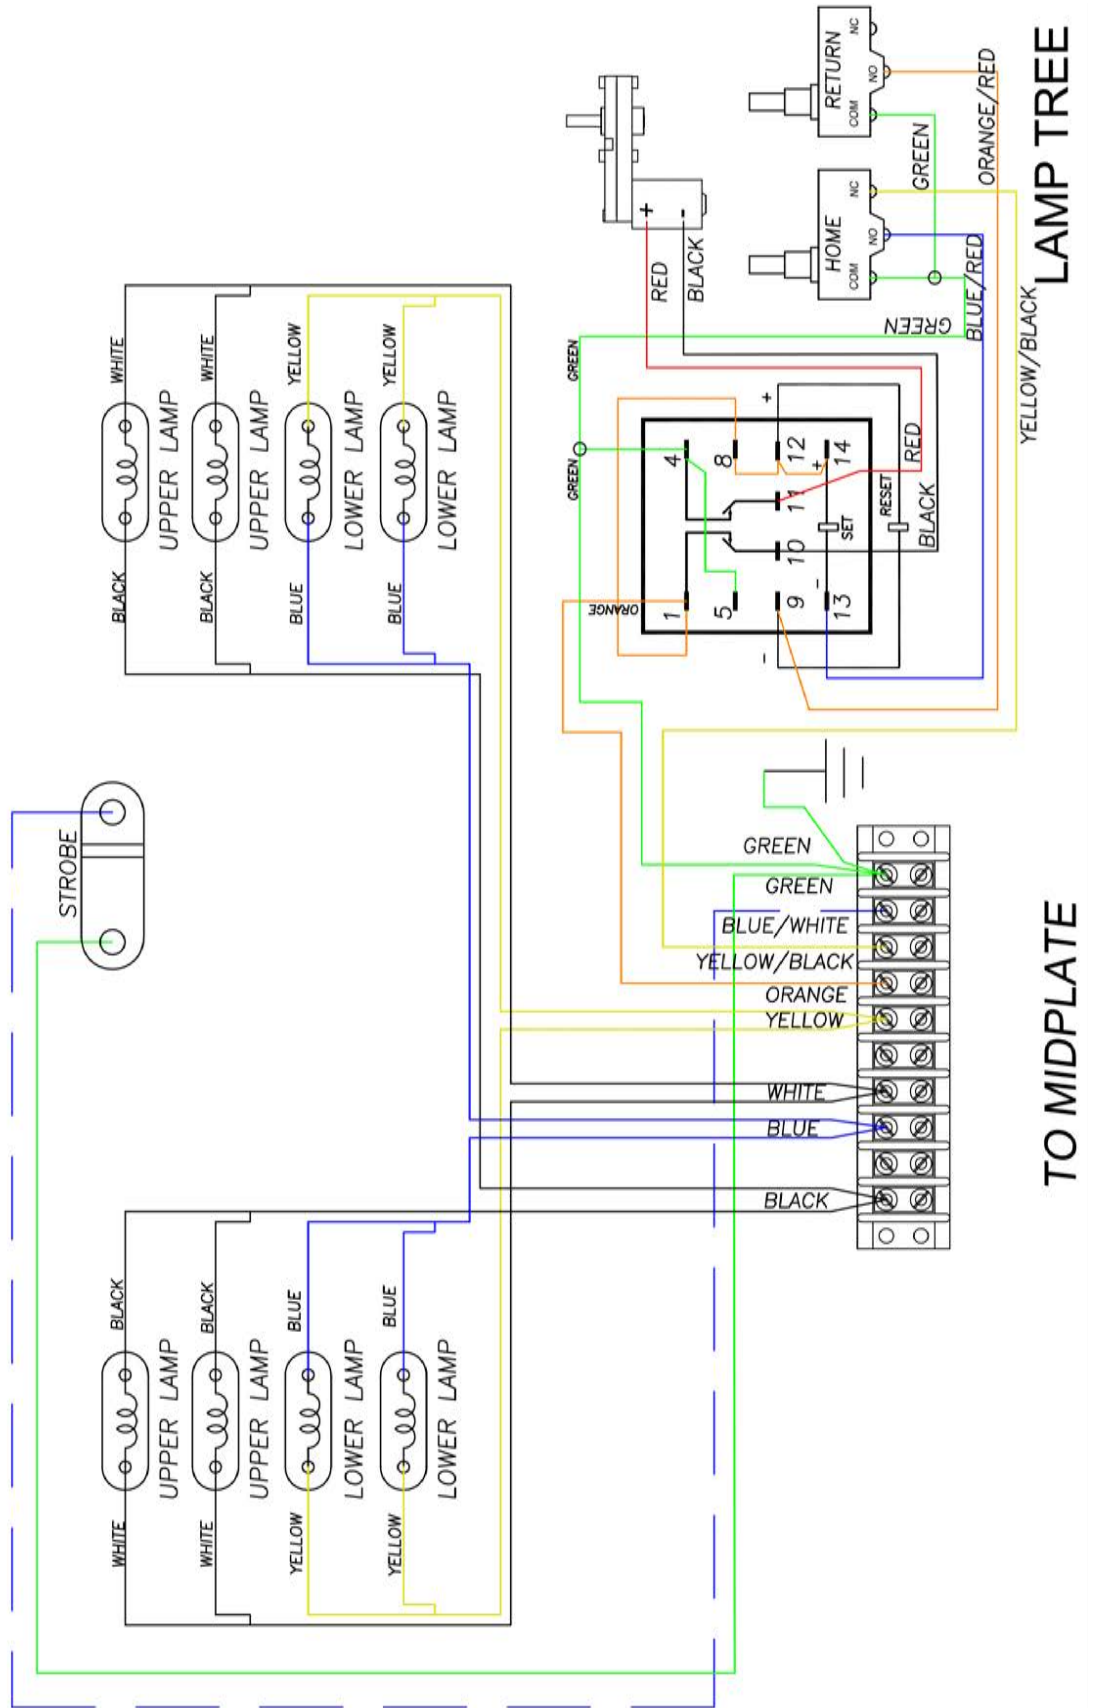 LAMP TREE
TO MIDPLATE
STROBE
WHITE
WHITE
YELLOW
YELLOW
UPPER LAMP
UPPER LAMP
LOWER LAMP
LOWER LAMP
BLACK
BLACK
BLUE
BLUE
BLACK
BLACK
BLUE
BLUE
UPPER LAMP
UPPER LAMP
LOWER LAMP
LOWER LAMP
WHITE
WHITE
YELLOW
YELLOW
+
-
RED
BLACK
RETURN
COM
NO
NC
HOME
COM
NO
NC
GREEN
ORANGE/RED
BLUE/RED
GREEN
YELLOW/BLACK
GREEN
GREEN
ORANGE
4
8
12
14
+
+
11
10
1
5
9
13
-
-
SET
RESET
RED
BLACK
GREEN
GREEN
BLUE/WHITE
YELLOW/BLACK
ORANGE
YELLOW
WHITE
BLUE
BLACK